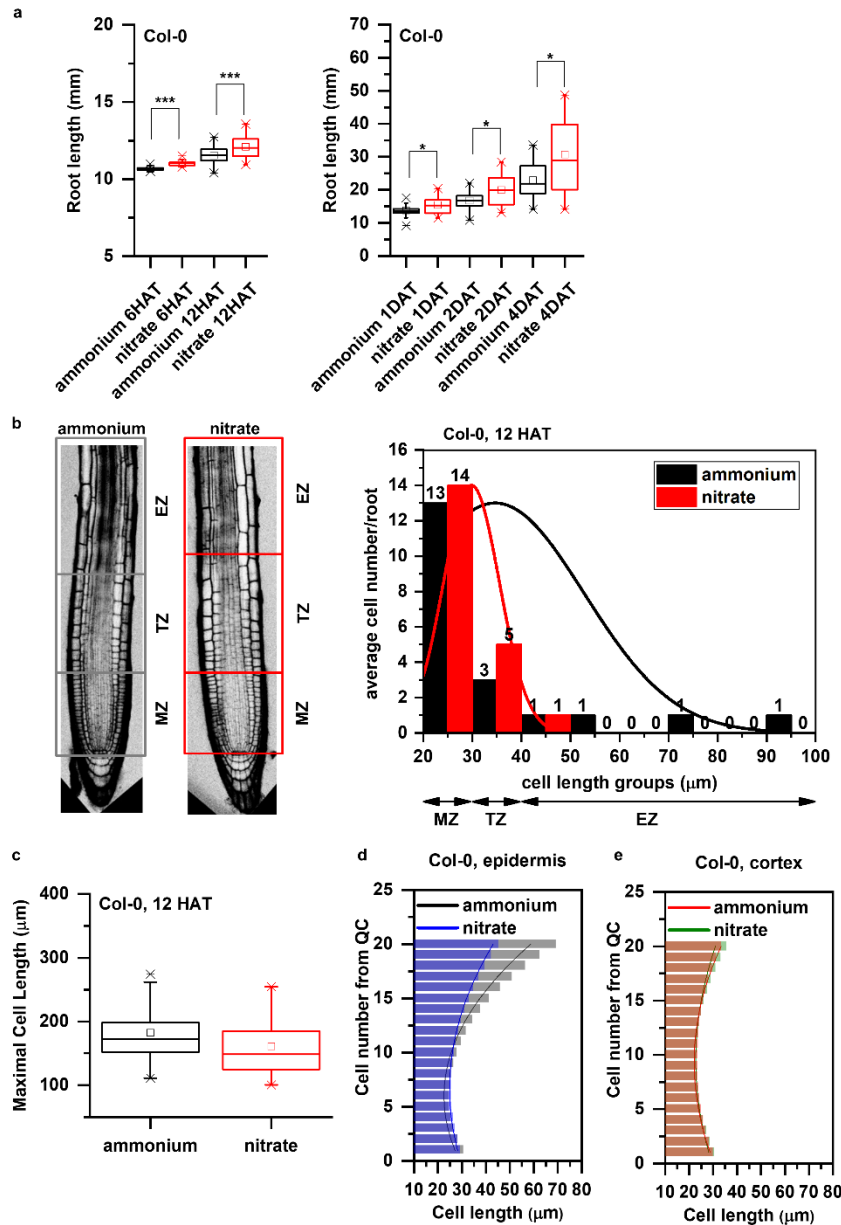 a
Col-0
Root length (mm)
20
15
10
5
***
***
ammonium 6HAT
nitrate 6HAT
ammonium 12HAT
nitrate 12HAT
Col-0
Root length (mm)
70
60
50
40
30
20
10
0
*
*
*
ammonium 1DAT
nitrate 1DAT
ammonium 2DAT
nitrate 2DAT
ammonium 4DAT
nitrate 4DAT
b
ammonium
nitrate
EZ
TZ
MZ
EZ
TZ
MZ
Col-0, 12 HAT
ammonium
nitrate
average cell number/root
16
14
12
10
8
6
4
2
0
13 14 3 5 1 1 1 0 0 0 1 0 0 0 1 0
20 30 40 50 60 70 80 90 100
cell length groups (μm)
MZ TZ EZ
c
Col-0, 12 HAT
Maximal Cell Length (μm)
400
300
200
100
ammonium nitrate
d
Col-0, epidermis
ammonium
nitrate
Cell number from QC
25
20
15
10
5
0
10 20 30 40 50 60 70 80
Cell length (μm)
e
Col-0, cortex
ammonium
nitrate
Cell number from QC
25
20
15
10
5
0
10 20 30 40 50 60 70 80
Cell length (μm)